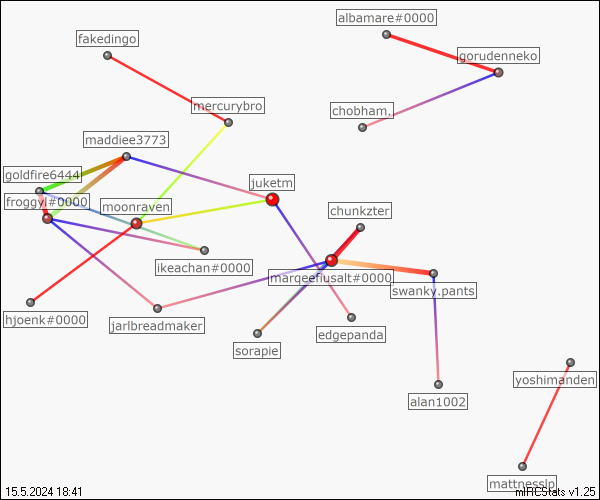 albamare#0000
fakedingo
gorudenneko
mercurybro
chobham.
maddiee3773
goldfire6444
juketm
froggyl#0000
moonraven
chunkzter
ikeachan#0000
marqeefiusalt#0000
swanky.pants
hjoenk#0000
jarlbreadmaker
edgepanda
sorapie
yoshimanden
alan1002
mattnesslp
15.5.2024 18:41
mIRCStats v1.25